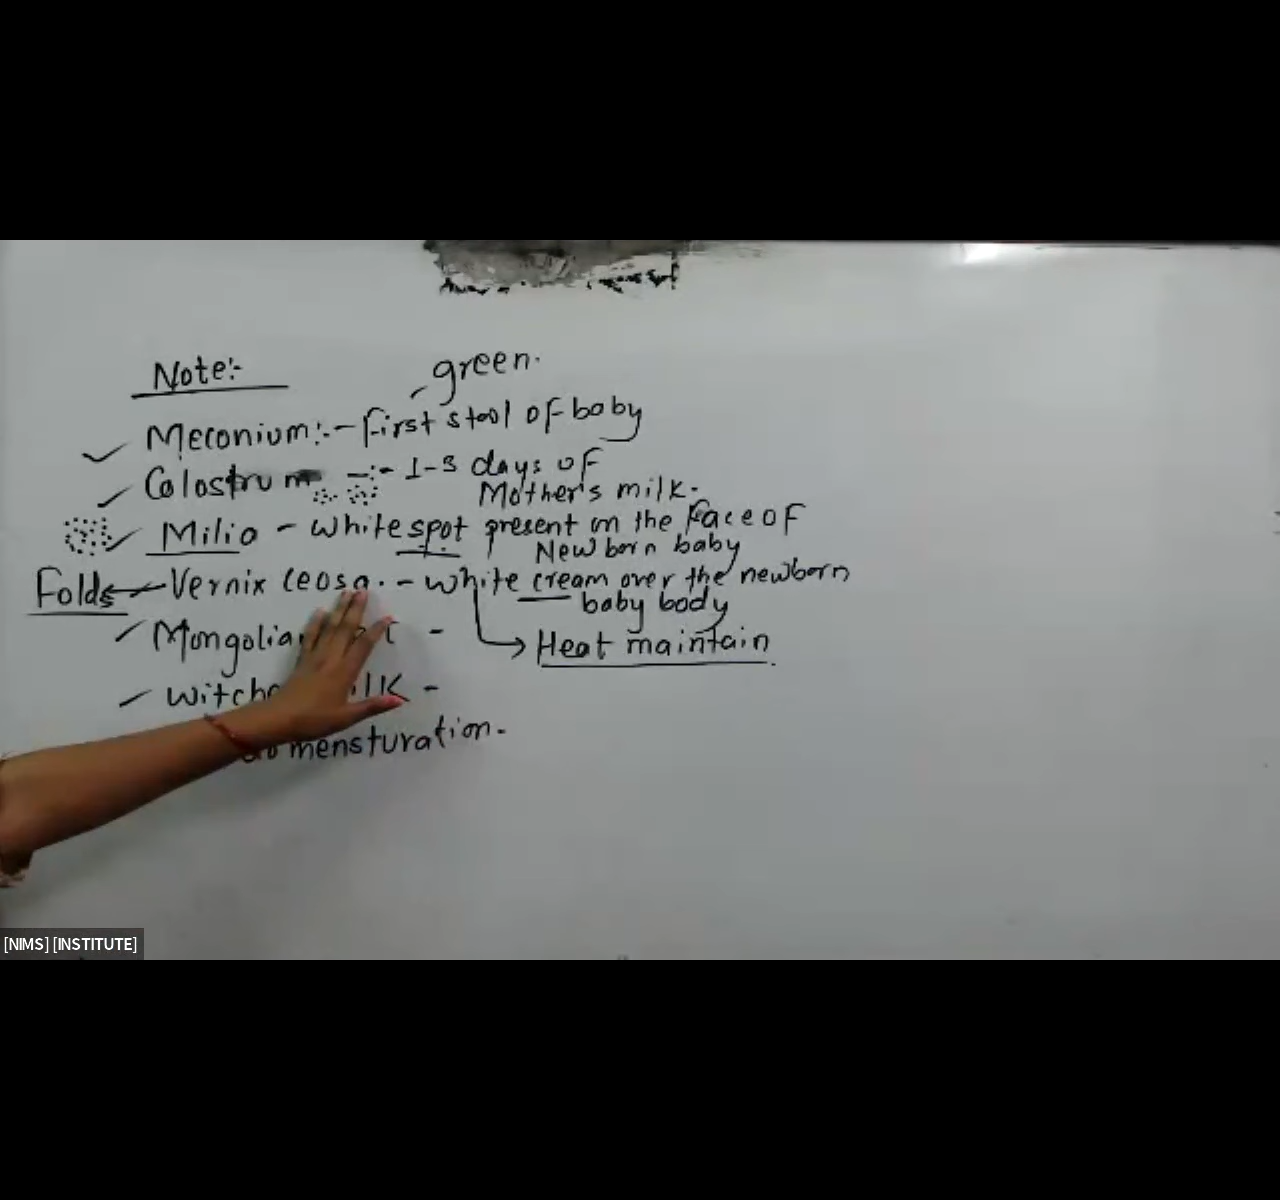 Note:-
green.
Meconium:- First stool of baby
Colostrum -:- 1-3 days of
Mother's milk.
Milia - white spot present on the Face of
New born baby
Folds Vernix Ceosa. - white cream over the newborn
baby body
Mongolian -
Heat maintain
milk -
mensturation.
[NIMS] [INSTITUTE]